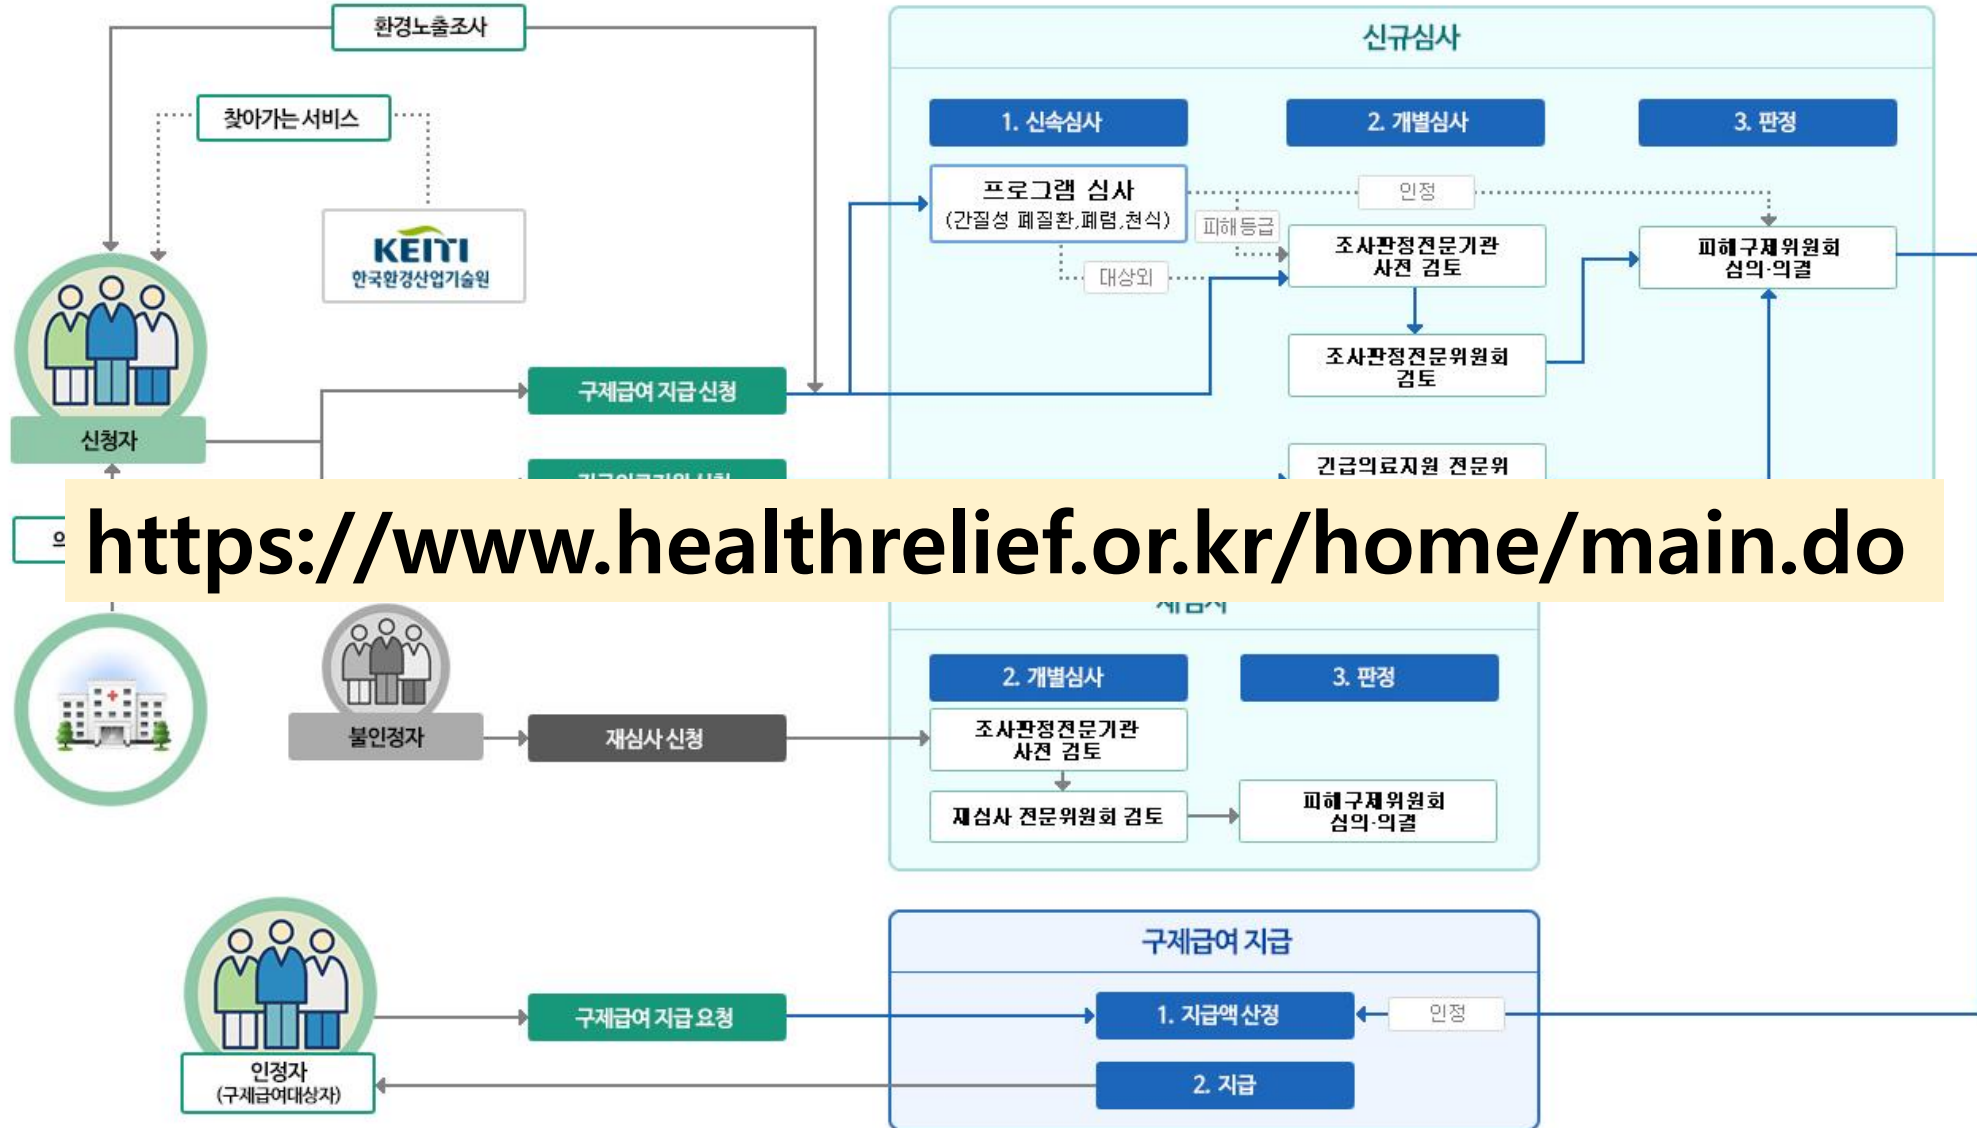 환경노출조사
신규심사
찾아가는 서비스
1. 신속심사
2. 개별심사
3. 판정
프로그램 심사
(간질성 폐질환,폐렴,천식)
인정
피해등급
대상외
조사판정전문기관
사전 검토
피해구제위원회
심의·의결
KEITI
한국환경산업기술원
조사판정전문위원회
검토
구제급여 지급 신청
신청자
긴급의료지원 전문위
https://www.healthrelief.or.kr/home/main.do
2. 개별심사
3. 판정
불인정자
재심사 신청
조사판정전문기관
사전 검토
재심사 전문위원회 검토
피해구제위원회
심의·의결
구제급여 지급
구제급여 지급 요청
1. 지급액 산정
인정
인정자
(구제급여대상자)
2. 지급